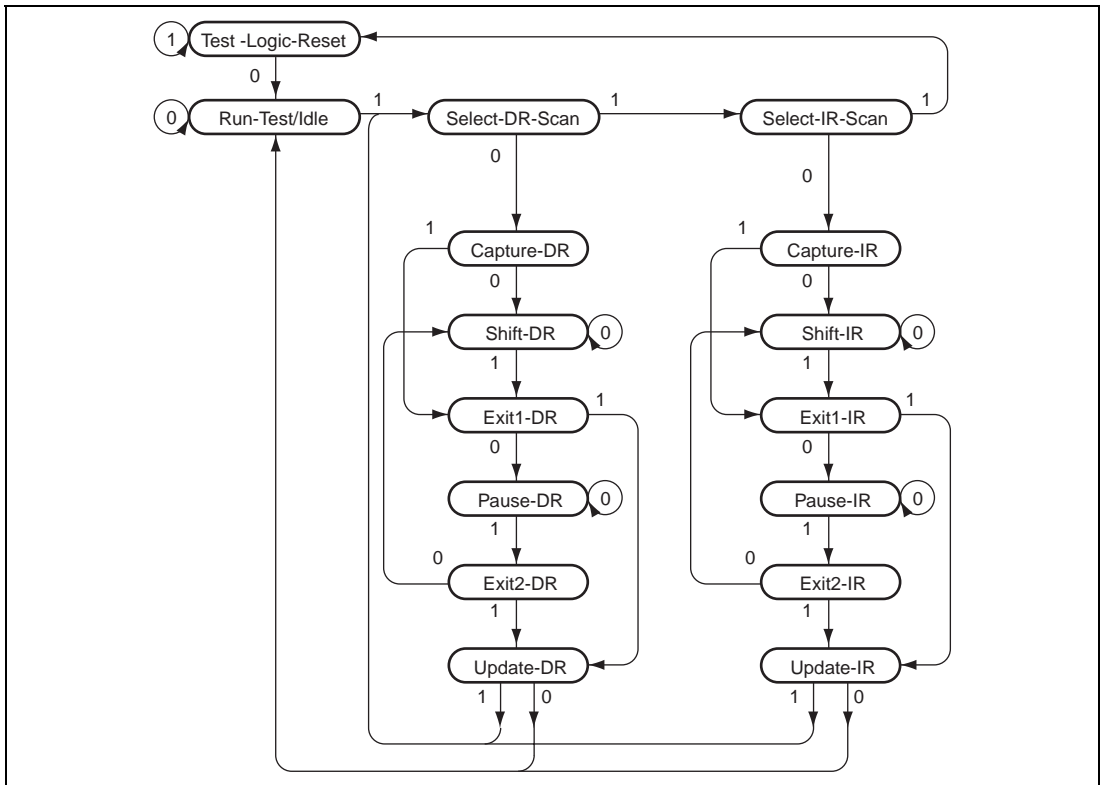 1 Test -Logic-Reset
0
0 Run-Test/Idle 1 Select-DR-Scan 1 Select-IR-Scan 1
0 0
1 1
Capture-DR Capture-IR
0 0
Shift-DR 0 Shift-IR 0
1 1
1 1
Exit1-DR Exit1-IR
0 0
Pause-DR 0 Pause-IR 0
1 1
0 0
Exit2-DR Exit2-IR
1 1
Update-DR Update-IR
1 0 1 0